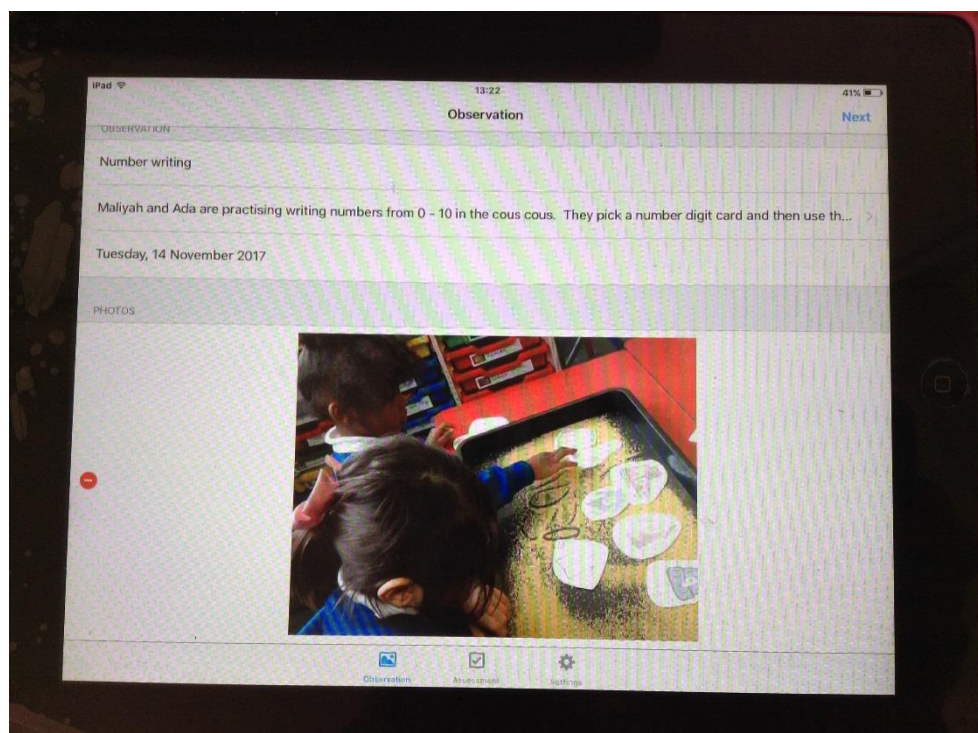 iPad
13:22
41%
Observation
Next
OBSERVATION
Number writing
Maliyah and Ada are practising writing numbers from 0 - 10 in the cous cous. They pick a number digit card and then use th...
Tuesday, 14 November 2017
PHOTOS
Observation
Assessment
Settings